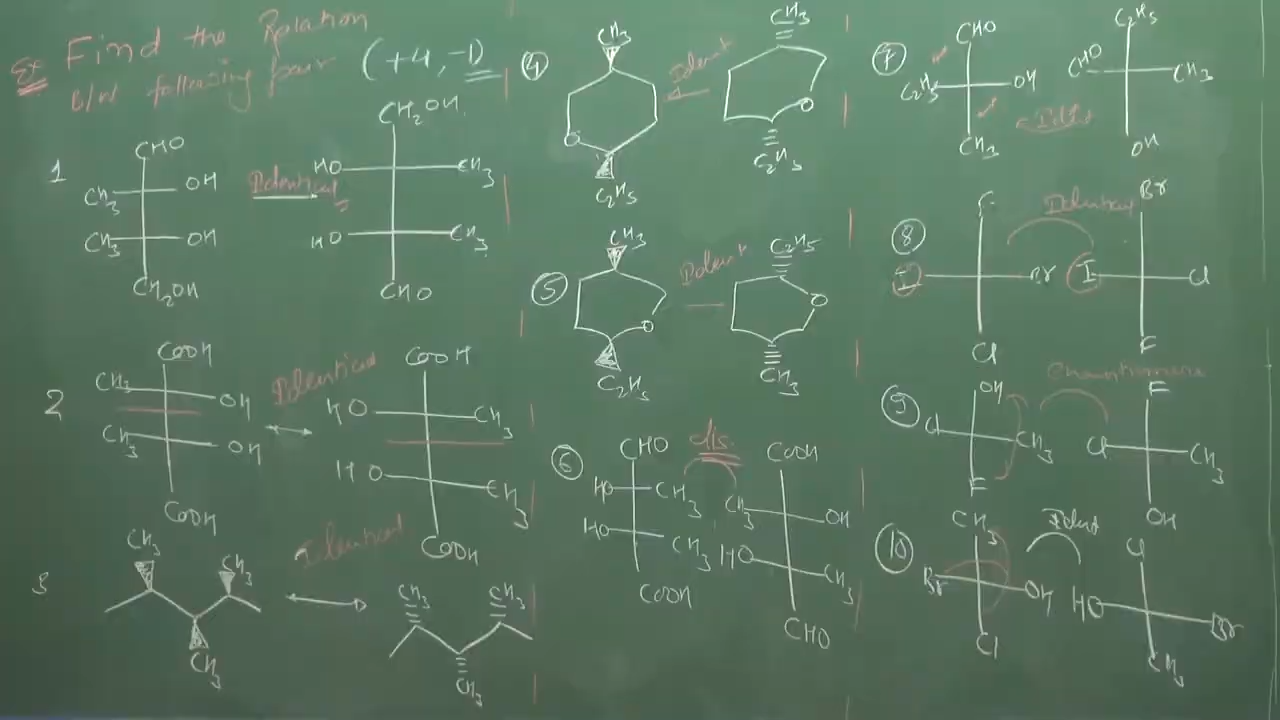 Ex Find the Relation
B/W following pair (+4, -1)
1
CHO
CH3 OH
CH3 OH
CH2OH
Identical
CH2OH
HO CH3
HO CH3
CHO
2
COOH
CH3 OH
CH3 OH
COOH
Identical
COOH
HO CH3
HO CH3
COOH
3
CH3 CH3
CH3
Identical
CH3 CH3
CH3
4
CH3
O
C2H5
Ident
CH3
O
C2H5
5
CH3
O
C2H5
Ident
C2H5
O
CH3
6
CHO
HO CH3
HO CH3
COOH
dis.
COOH
CH3 OH
HO CH3
CHO
7
CHO
C2H5 OH
CH3
C2H5
CHO CH3
OH
8
F
I Br
Cl
Identical
Br
I Cl
F
9
OH
Cl CH3
F
Enantiomers
F
Cl CH3
OH
10
CH3
Br OH
Cl
Ident
Cl
HO Br
CH3